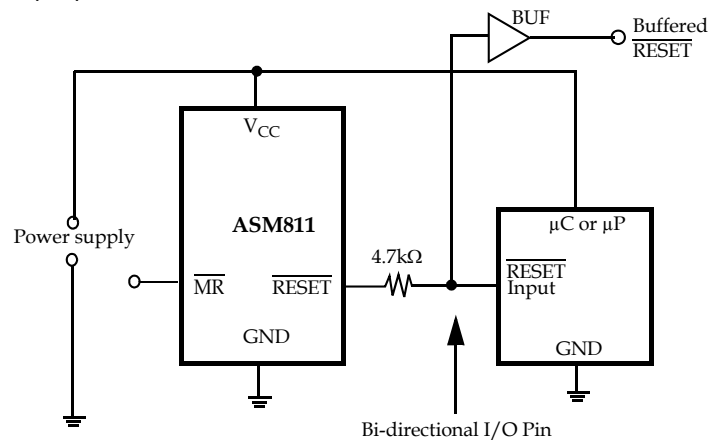 BUF
Buffered
RESET
VCC
ASM811
Power supply
MR
RESET
GND
4.7kΩ
µC or µP
RESET
Input
GND
Bi-directional I/O Pin